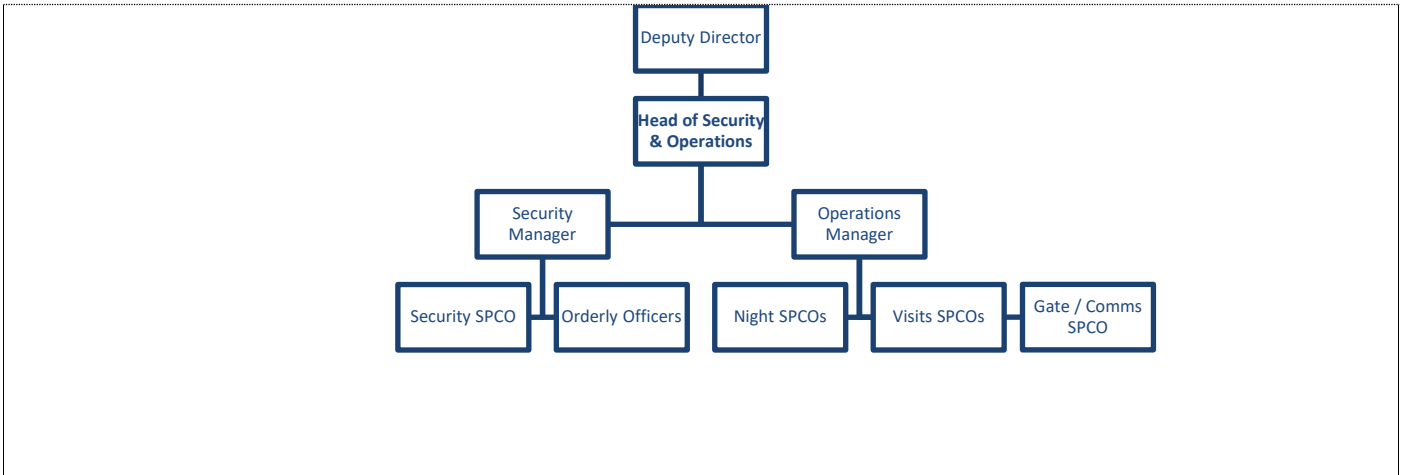 Deputy Director
Head of Security
& Operations
Security
Manager
Operations
Manager
Security SPCO
Orderly Officers
Night SPCOs
Visits SPCOs
Gate / Comms
SPCO